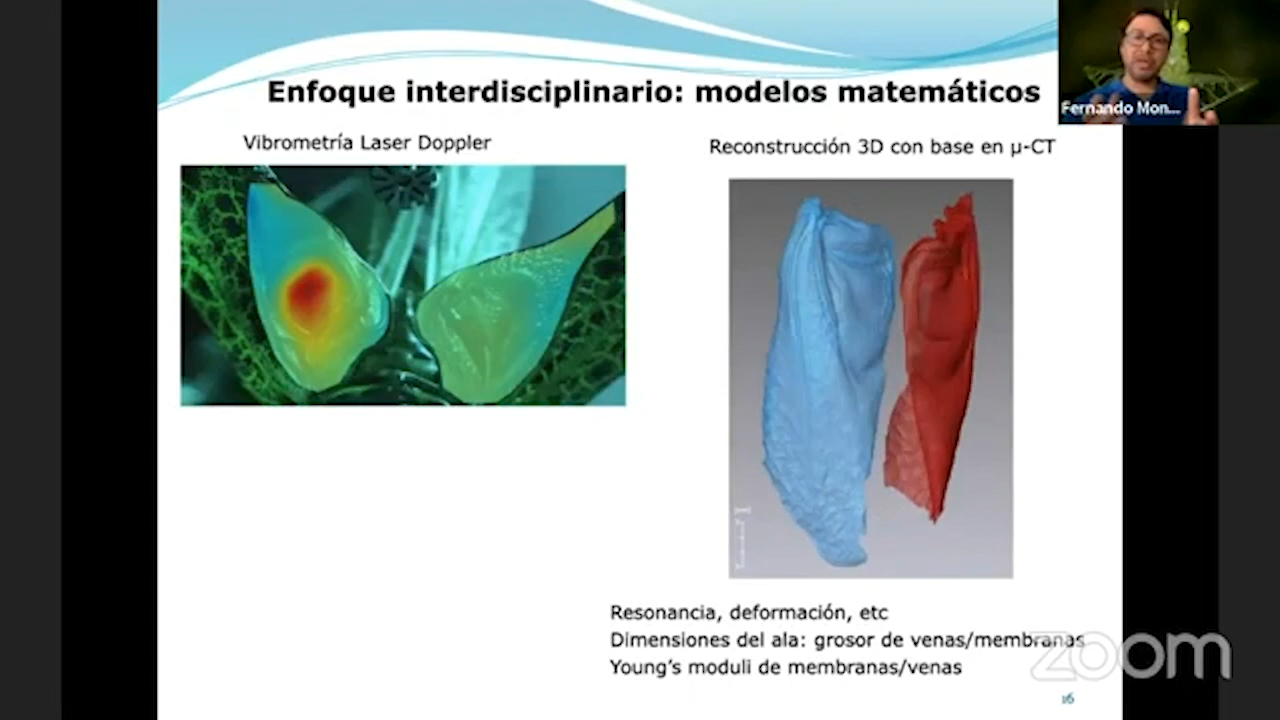 Enfoque interdisciplinario: modelos matemáticos
Fernando Mon...
Vibrometría Laser Doppler
Reconstrucción 3D con base en µ-CT
Resonancia, deformación, etc
Dimensiones del ala: grosor de venas/membranas
Young's moduli de membranas/venas
zoom
16